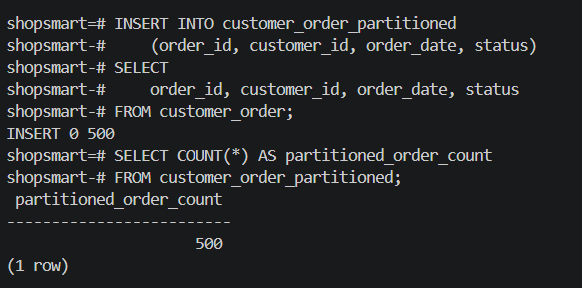 shopsmart=# INSERT INTO customer_order_partitioned
shopsmart-#     (order_id, customer_id, order_date, status)
shopsmart-# SELECT
shopsmart-#     order_id, customer_id, order_date, status
shopsmart-# FROM customer_order;
INSERT 0 500
shopsmart=# SELECT COUNT(*) AS partitioned_order_count
shopsmart-# FROM customer_order_partitioned;
 partitioned_order_count
-------------------------
                     500
(1 row)